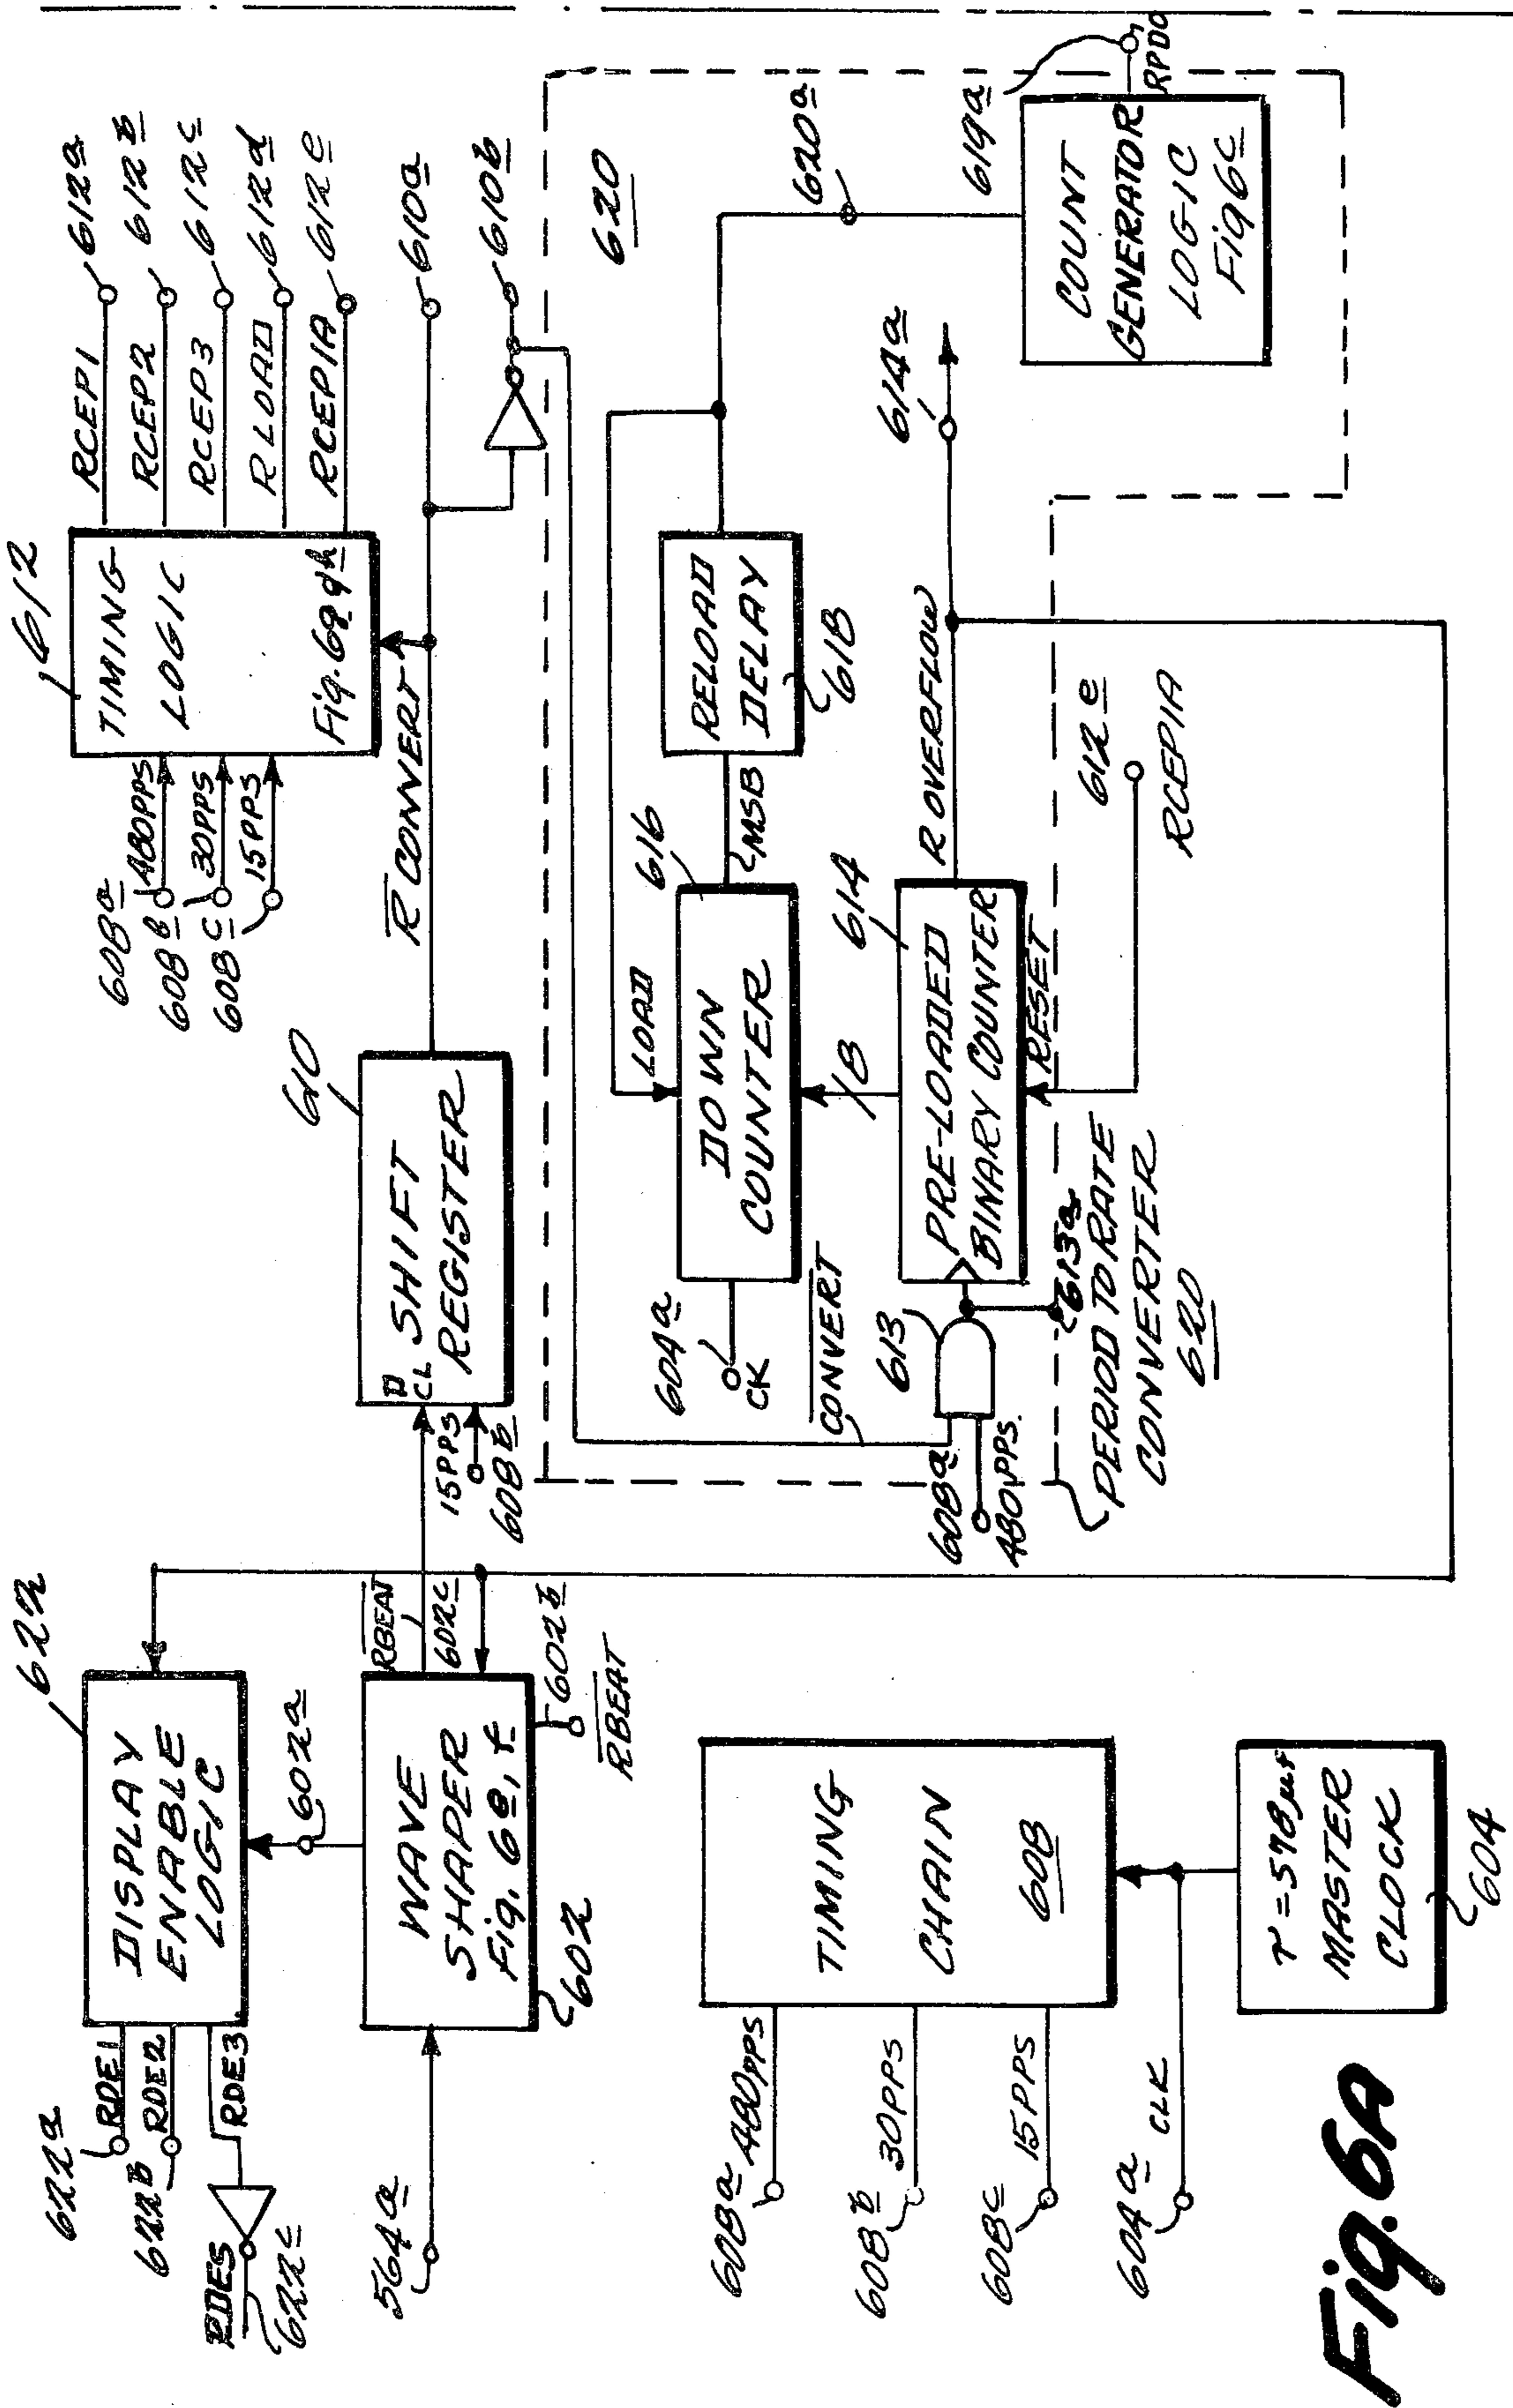 622
DISPLAY
ENABLE
LOGIC
622a
RDE1
RDE2
622b
RDE3
RDES
622c
602a
WAVE
SHAPER
Fig. 6e, f
602
564a
RBEAT
602c
602b
RBEAT
TIMING
CHAIN
608
608a 480PPS
608b 30PPS
608c 15PPS
604a CLK
MASTER
CLOCK
604
610
D
CL
SHIFT
REGISTER
15PPS
608b
R CONVERT
612
TIMING
LOGIC
608a 480PPS
608b 30PPS
608c 15PPS
RCEP1 612a
RCEP2 612b
RCEP3 612c
R LOAD 612d
RCEP1A 612e
610a
610b
620
LOAD
616
DOWN
COUNTER
604a
CK
MSB
RELOAD
DELAY
618
620a
619a
COUNT
GENERATOR
LOGIC
Fig 6c
CONVERT
613
608a
480PPS.
613a
614
PRE-LOADED
BINARY COUNTER
RESET
R OVERFLOW
614a
612e
RCEP1A
PERIOD TO RATE
CONVERTER
620
Fig. 6A